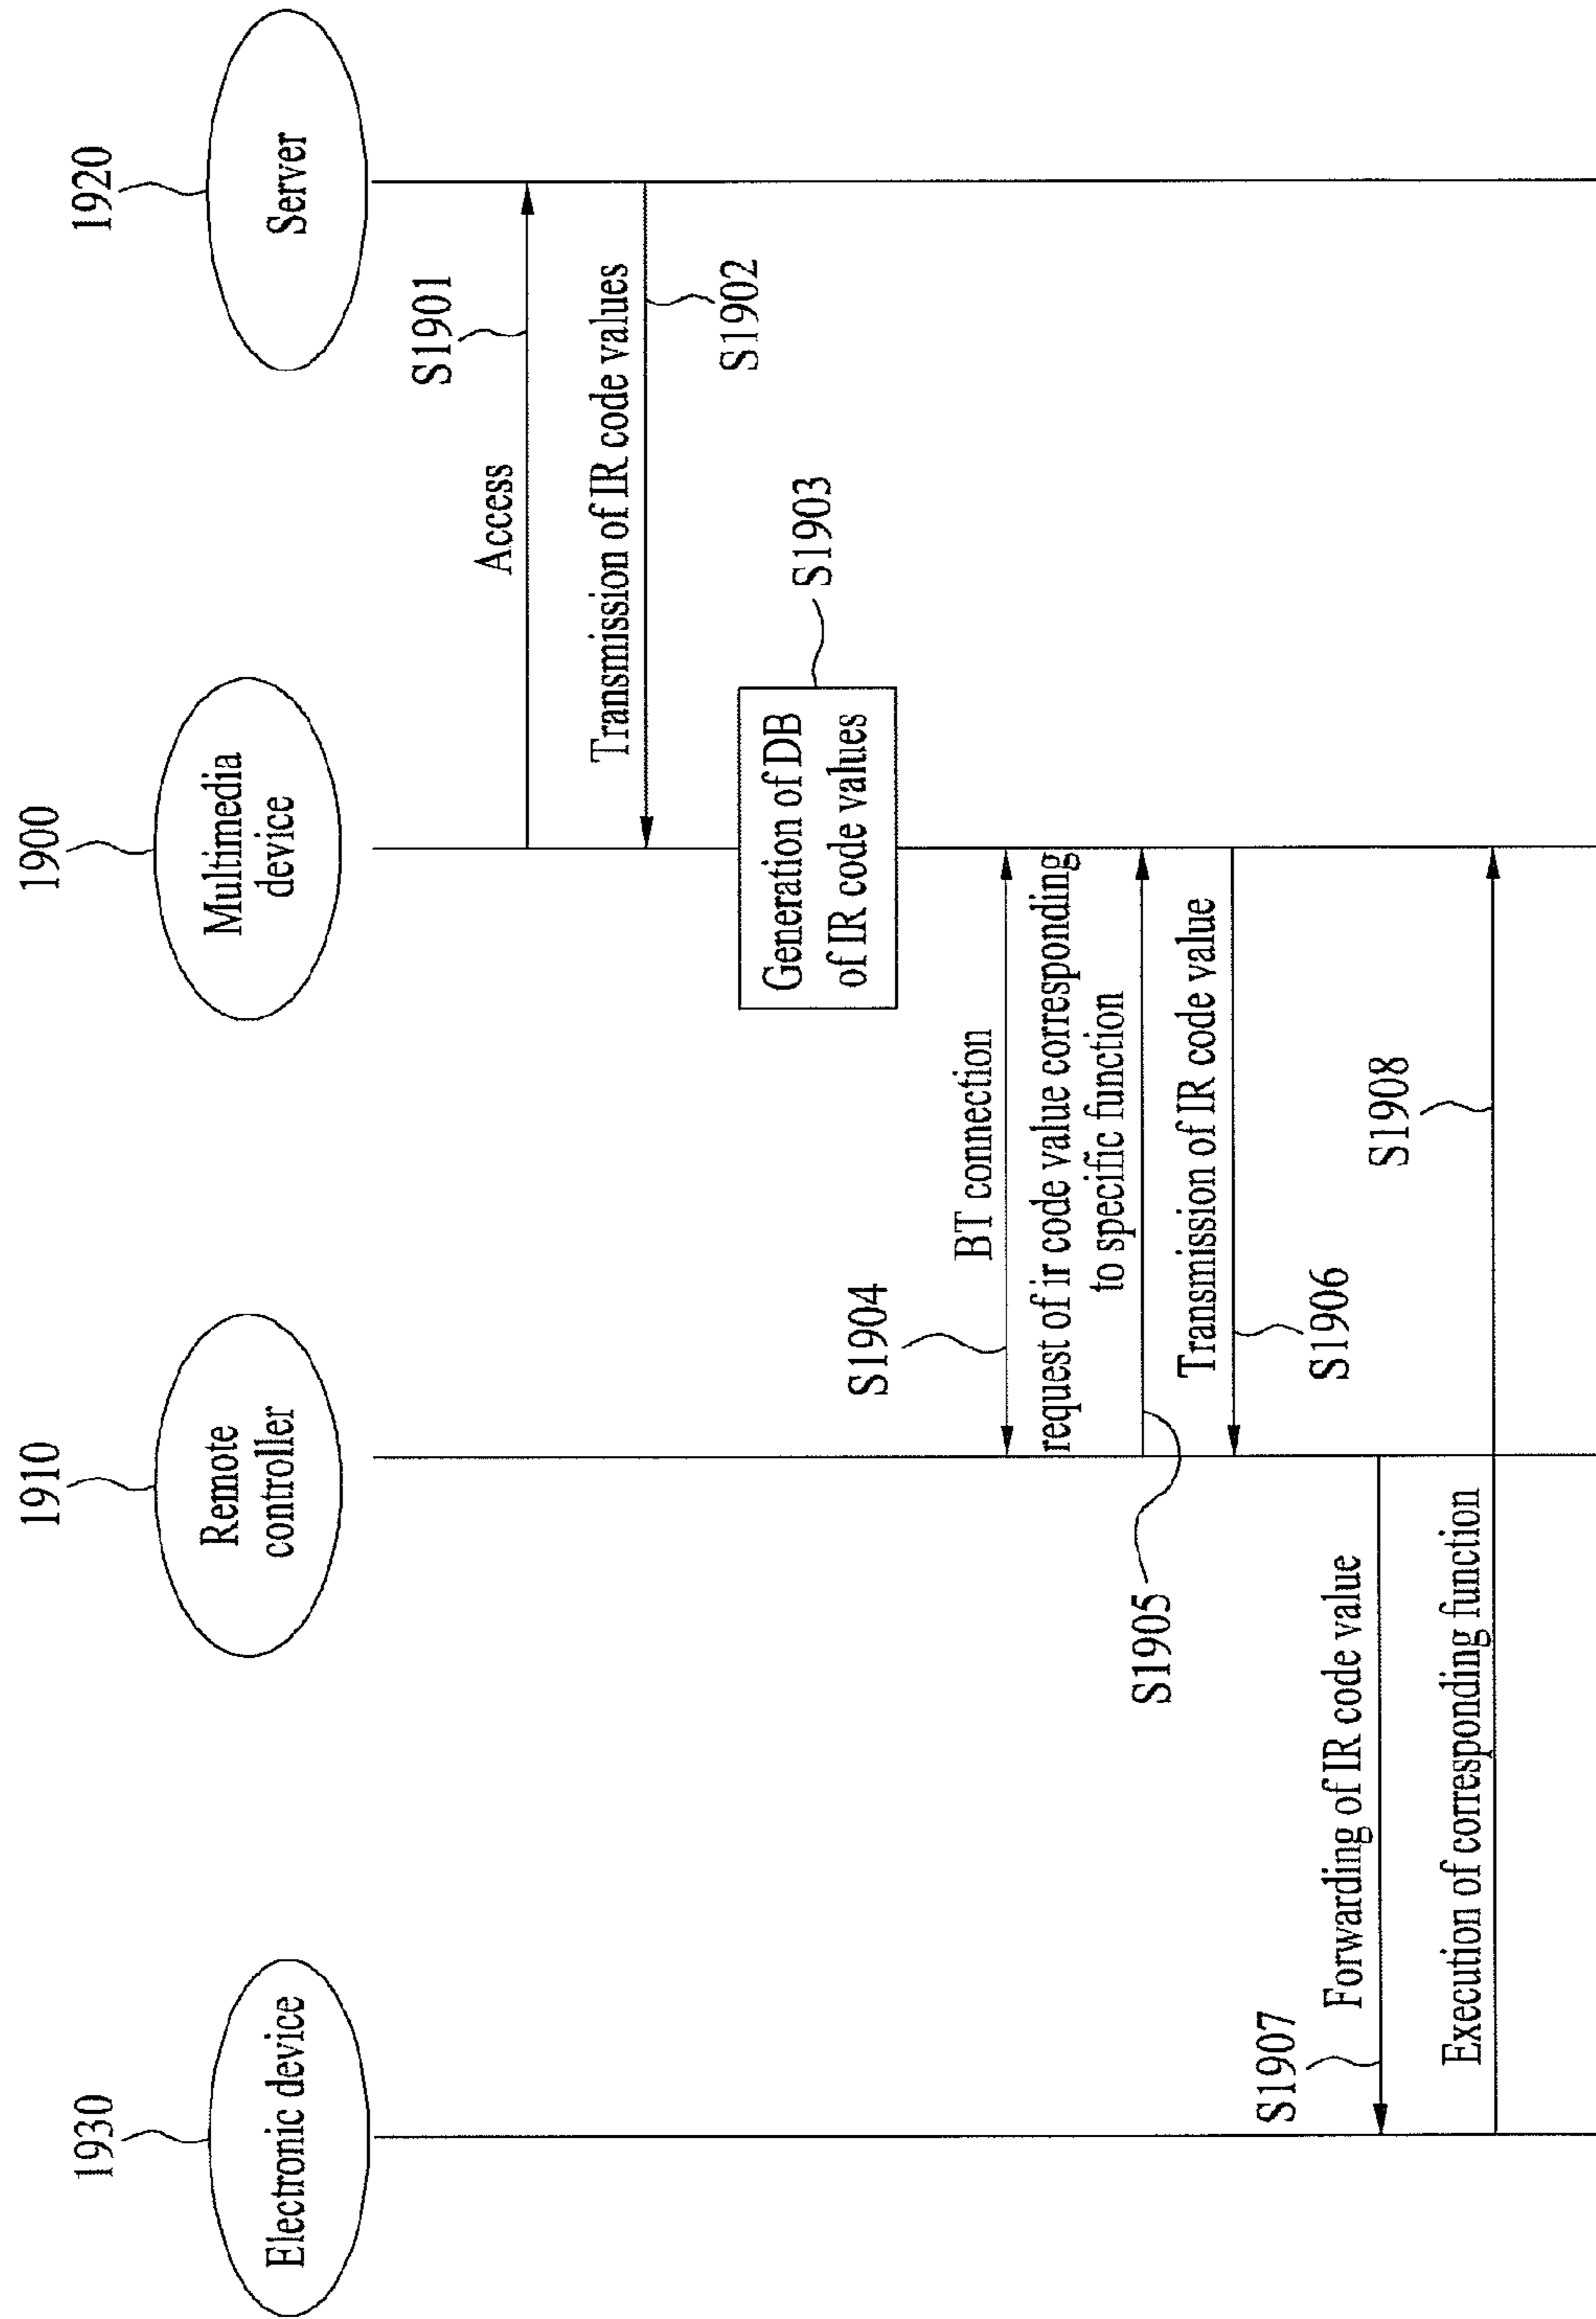 1930
Electronic device
1910
Remote
controller
1900
Multimedia
device
1920
Server
Access
S1901
Transmission of IR code values
S1902
Generation of DB
of IR code values
S1903
S1904
BT connection
request of ir code value corresponding
to specific function
S1905
Transmission of IR code value
S1906
S1907
Forwarding of IR code value
Execution of corresponding function
S1908